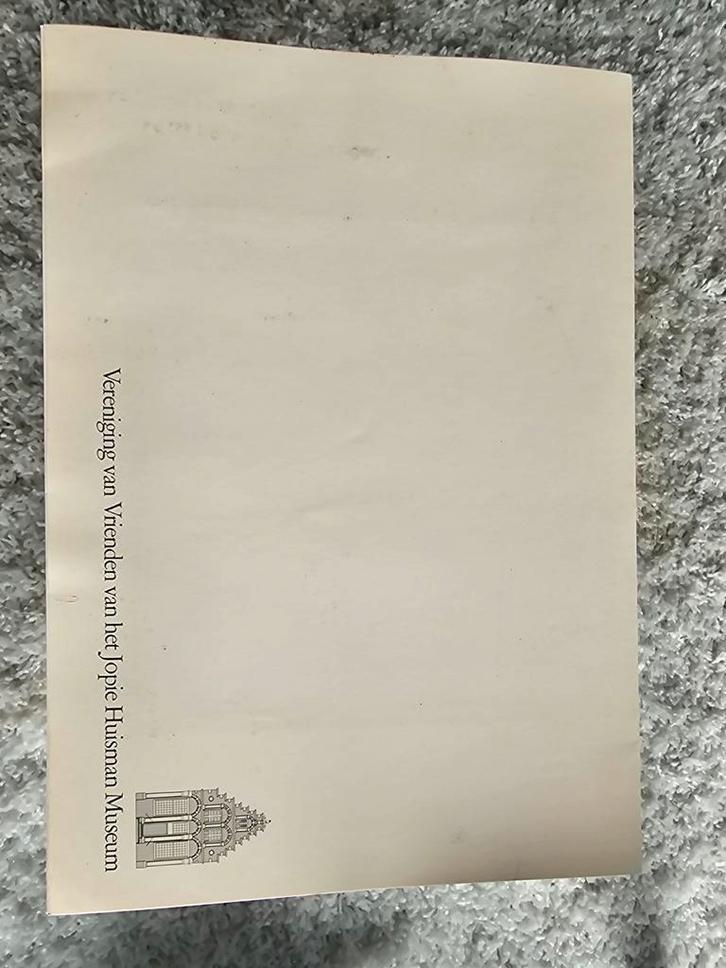 Vereniging van Vrienden van het Jopie Huisman Museum